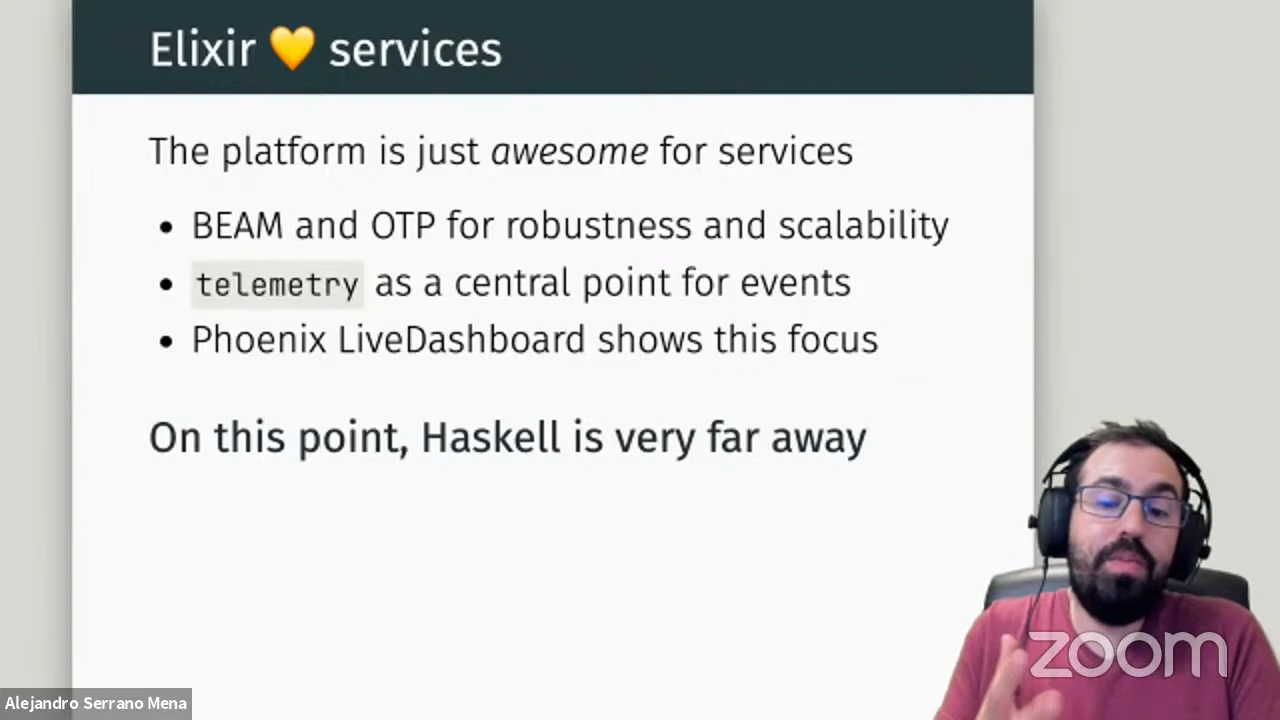 Elixir 💛 services
The platform is just awesome for services
• BEAM and OTP for robustness and scalability
• telemetry as a central point for events
• Phoenix LiveDashboard shows this focus
On this point, Haskell is very far away
zoom
Alejandro Serrano Mena